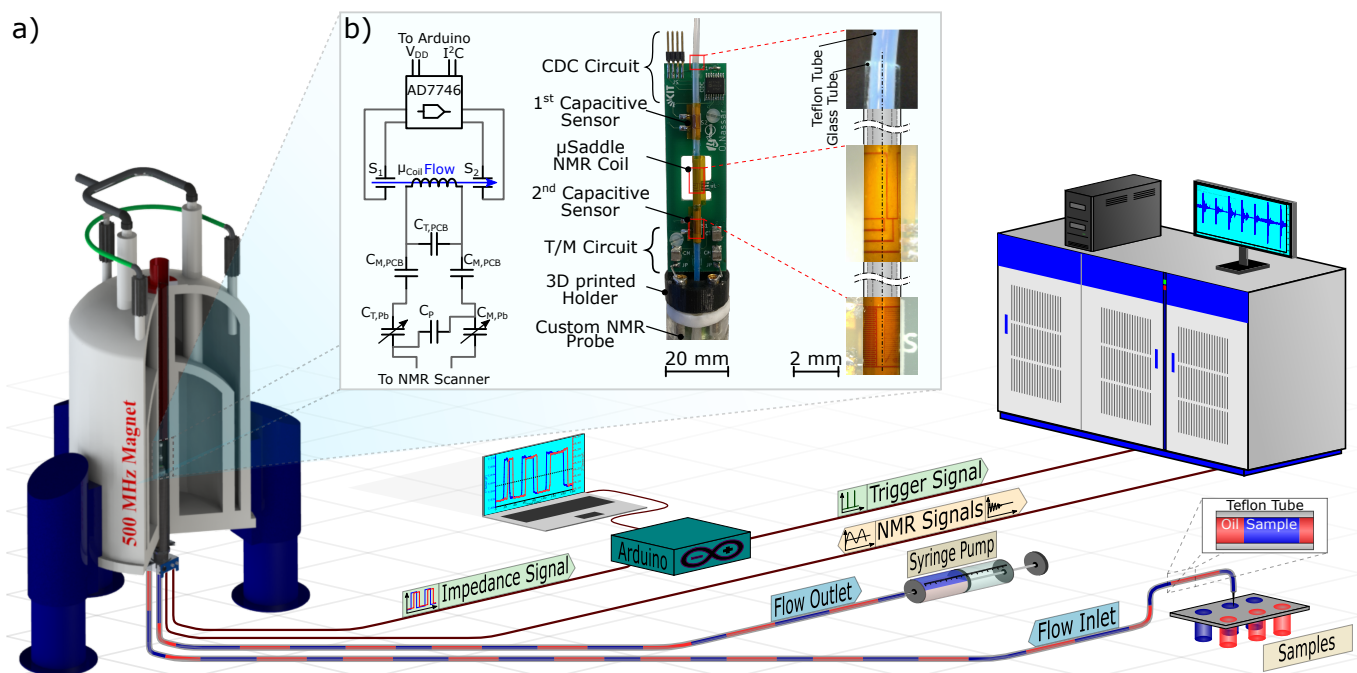 a)
b)
To Arduino
V_DD I²C
AD7746
S₁
μCoil Flow
S₂
C_T,PCB
C_M,PCB
C_M,PCB
C_T,Pb
C_P
C_M,Pb
To NMR Scanner
CDC Circuit
1st Capacitive
Sensor
μSaddle
NMR Coil
2nd Capacitive
Sensor
T/M Circuit
3D printed
Holder
Custom NMR
Probe
KIT
O.Nassar
20 mm
2 mm
Teflon Tube
Glass Tube
S
500 MHz Magnet
Impedance Signal
Arduino
Trigger Signal
NMR Signals
Syringe Pump
Flow Outlet
Flow Inlet
Teflon Tube
Oil Sample
Samples